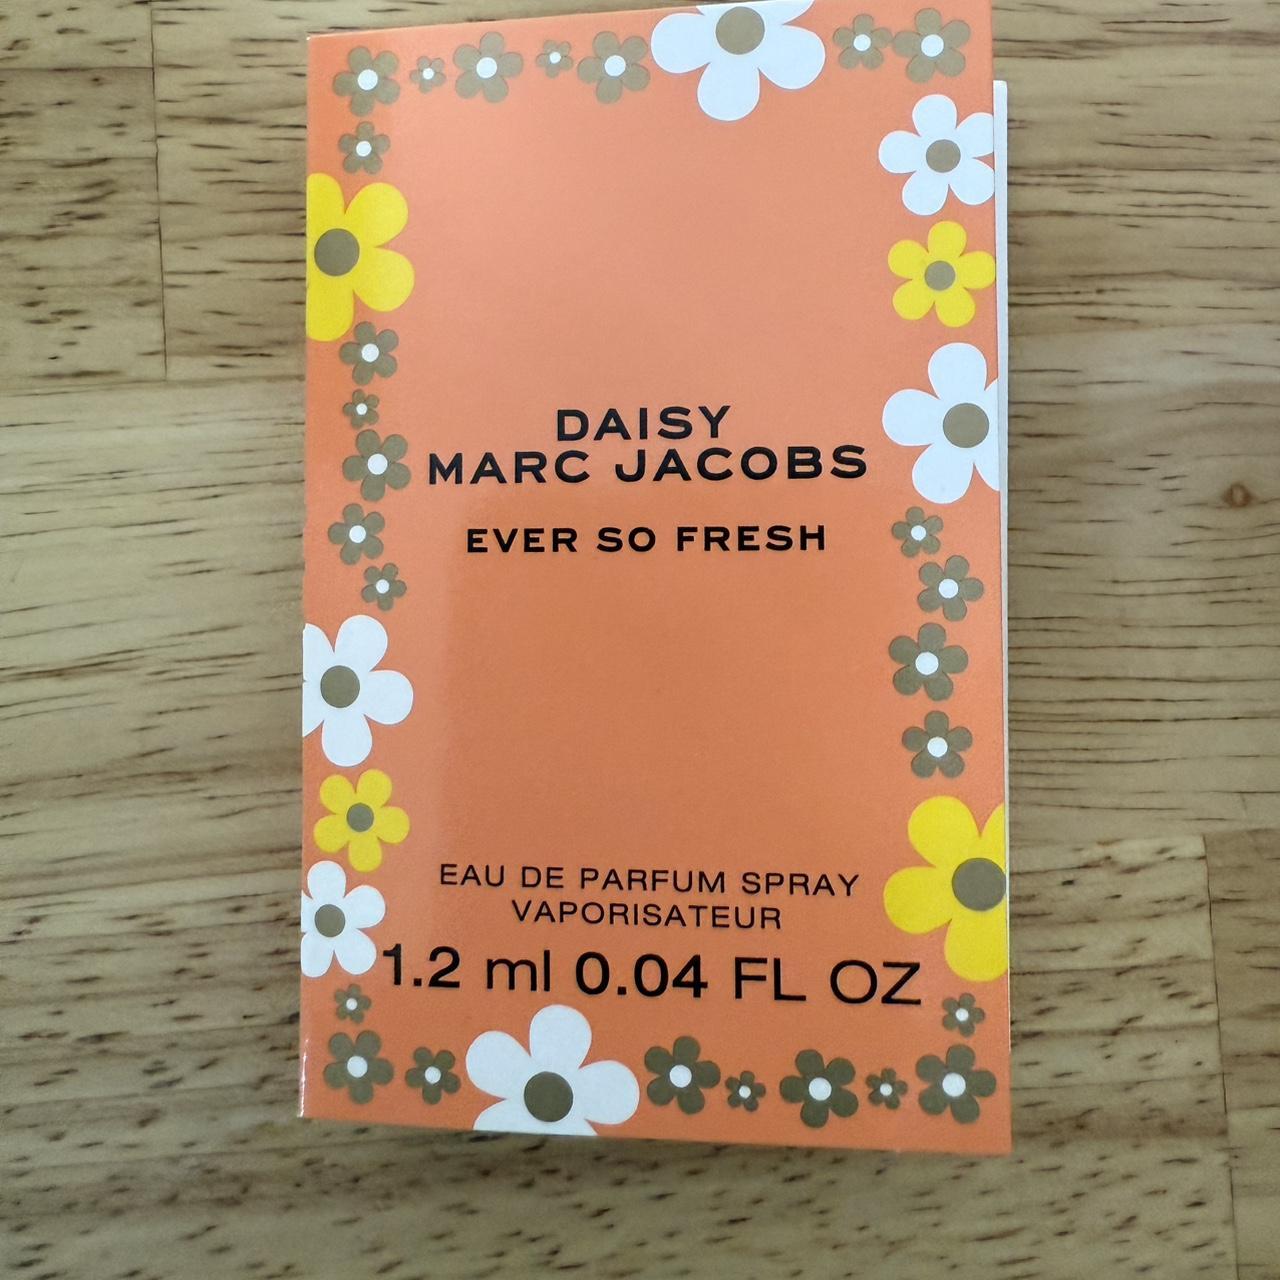 DAISY
MARC JACOBS
EVER SO FRESH
EAU DE PARFUM SPRAY
VAPORISATEUR
1.2 ml 0.04 FL OZ